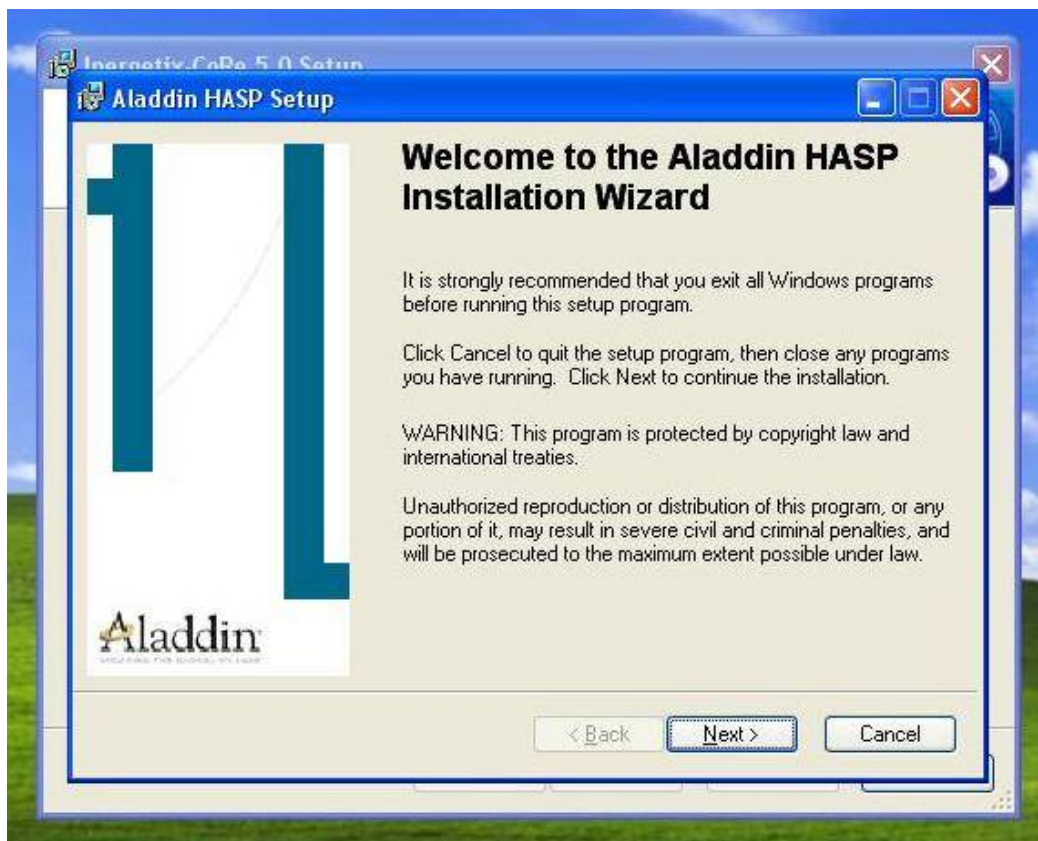 Inergetix-CoRe 5.0 Setup
Aladdin HASP Setup
Welcome to the Aladdin HASP
Installation Wizard
It is strongly recommended that you exit all Windows programs
before running this setup program.
Click Cancel to quit the setup program, then close any programs
you have running. Click Next to continue the installation.
WARNING: This program is protected by copyright law and
international treaties.
Unauthorized reproduction or distribution of this program, or any
portion of it, may result in severe civil and criminal penalties, and
will be prosecuted to the maximum extent possible under law.
Aladdin
< Back Next > Cancel